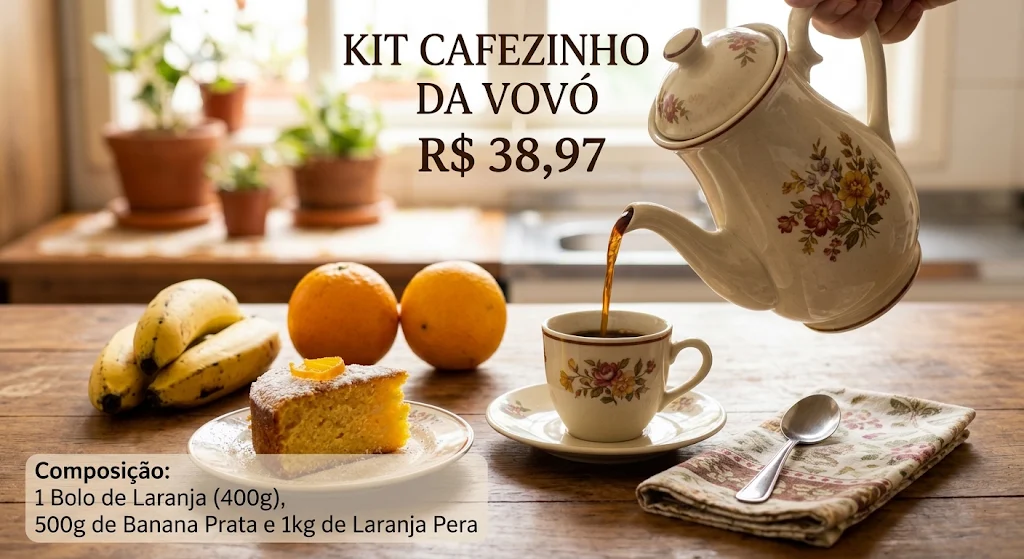 KIT CAFEZINHO
DA VOVÓ
R$ 38,97
Composição:
1 Bolo de Laranja (400g),
500g de Banana Prata e 1kg de Laranja Pera